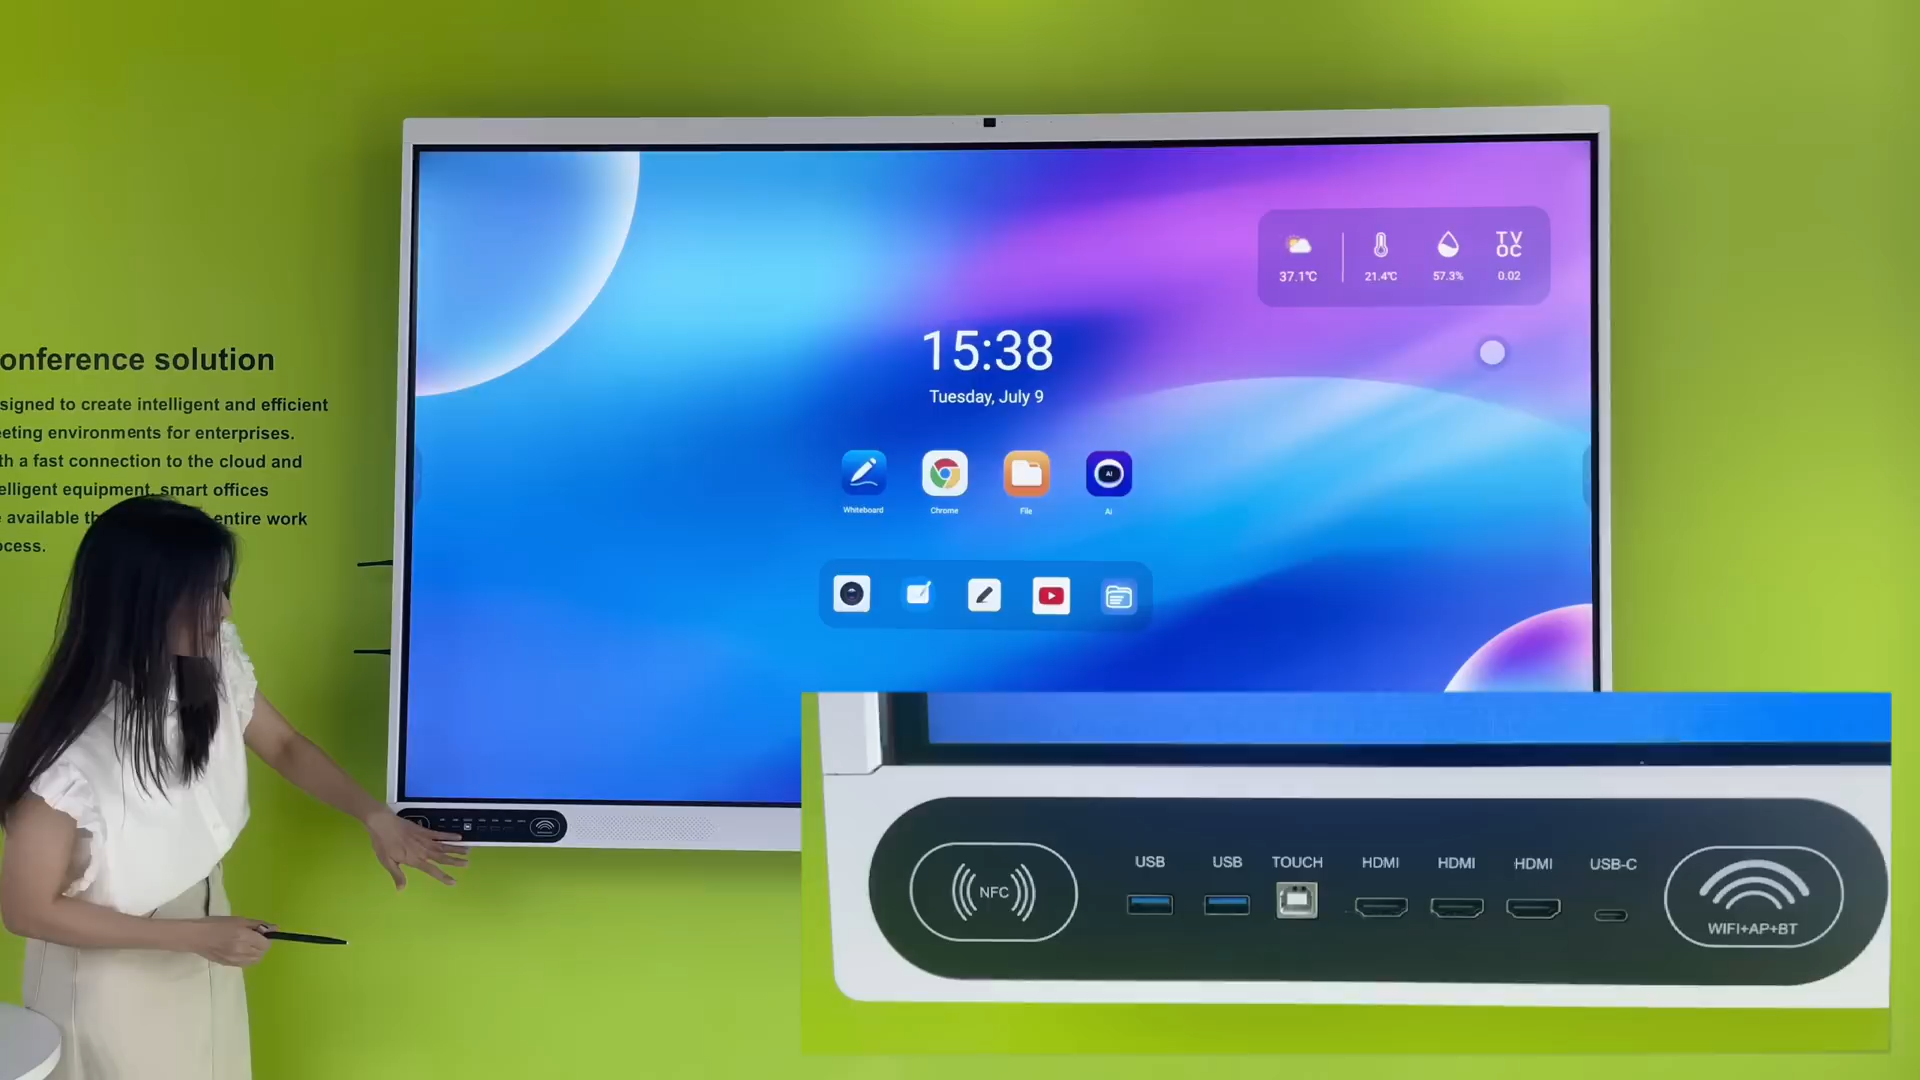 onference solution
signed to create intelligent and efficient
eeting environments for enterprises.
th a fast connection to the cloud and
elligent equipment, smart offices
e available th entire work
ocess.
37.1℃ 21.4℃ 57.3% TVOC 0.02
15:38
Tuesday, July 9
Whiteboard Chrome File AI
NFC USB USB TOUCH HDMI HDMI HDMI USB-C WIFI+AP+BT